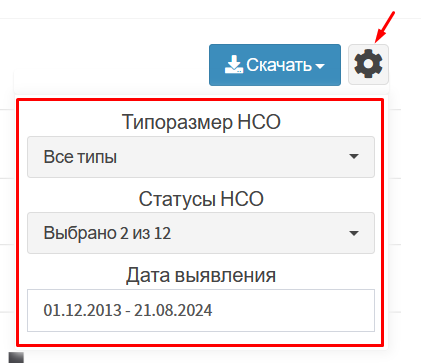 Скачать
Типоразмер НСО
Все типы
Статусы НСО
Выбрано 2 из 12
Дата выявления
01.12.2013 - 21.08.2024